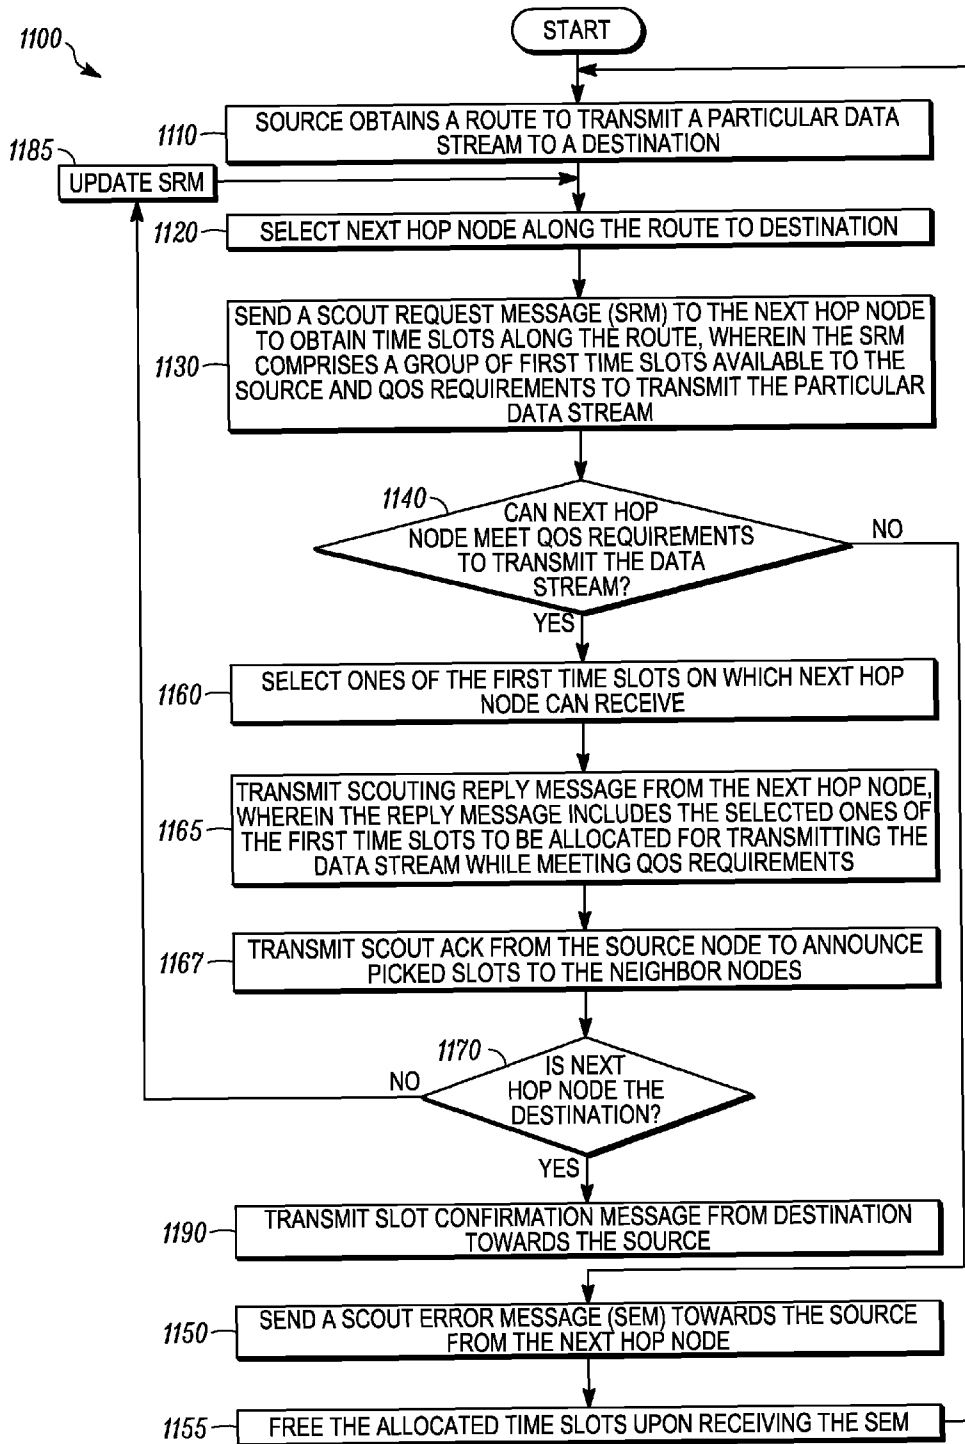 1100
START
1110
SOURCE OBTAINS A ROUTE TO TRANSMIT A PARTICULAR DATA
STREAM TO A DESTINATION
1185
UPDATE SRM
1120
SELECT NEXT HOP NODE ALONG THE ROUTE TO DESTINATION
1130
SEND A SCOUT REQUEST MESSAGE (SRM) TO THE NEXT HOP NODE
TO OBTAIN TIME SLOTS ALONG THE ROUTE, WHEREIN THE SRM
COMPRISES A GROUP OF FIRST TIME SLOTS AVAILABLE TO THE
SOURCE AND QOS REQUIREMENTS TO TRANSMIT THE PARTICULAR
DATA STREAM
1140
CAN NEXT HOP
NODE MEET QOS REQUIREMENTS
TO TRANSMIT THE DATA
STREAM?
NO
YES
1160
SELECT ONES OF THE FIRST TIME SLOTS ON WHICH NEXT HOP
NODE CAN RECEIVE
1165
TRANSMIT SCOUTING REPLY MESSAGE FROM THE NEXT HOP NODE,
WHEREIN THE REPLY MESSAGE INCLUDES THE SELECTED ONES OF
THE FIRST TIME SLOTS TO BE ALLOCATED FOR TRANSMITTING THE
DATA STREAM WHILE MEETING QOS REQUIREMENTS
1167
TRANSMIT SCOUT ACK FROM THE SOURCE NODE TO ANNOUNCE
PICKED SLOTS TO THE NEIGHBOR NODES
1170
IS NEXT
HOP NODE THE
DESTINATION?
NO
YES
1190
TRANSMIT SLOT CONFIRMATION MESSAGE FROM DESTINATION
TOWARDS THE SOURCE
1150
SEND A SCOUT ERROR MESSAGE (SEM) TOWARDS THE SOURCE
FROM THE NEXT HOP NODE
1155
FREE THE ALLOCATED TIME SLOTS UPON RECEIVING THE SEM